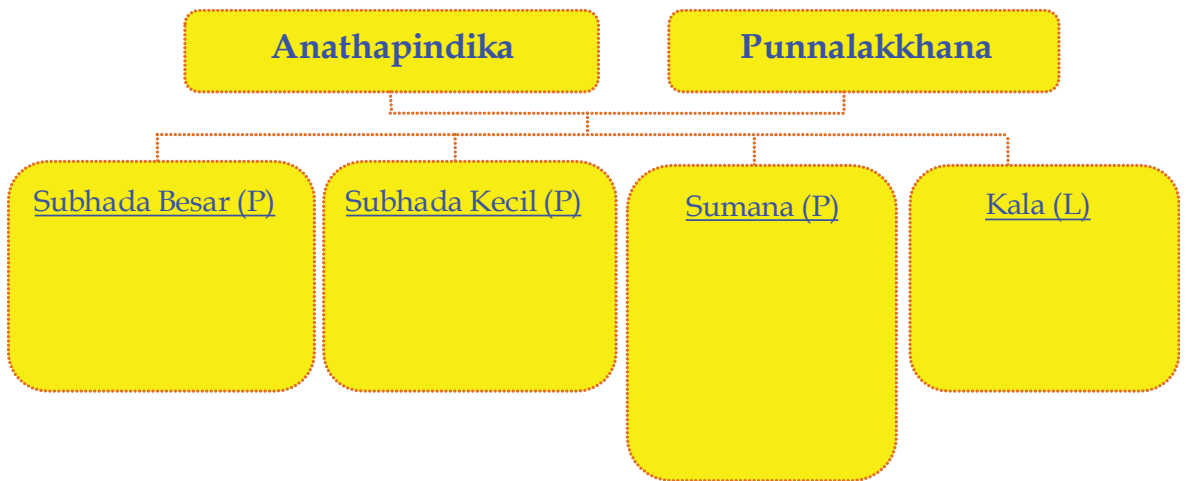 Anathapindika
Punnalakkhana
Subhada Besar (P)
Subhada Kecil (P)
Sumana (P)
Kala (L)